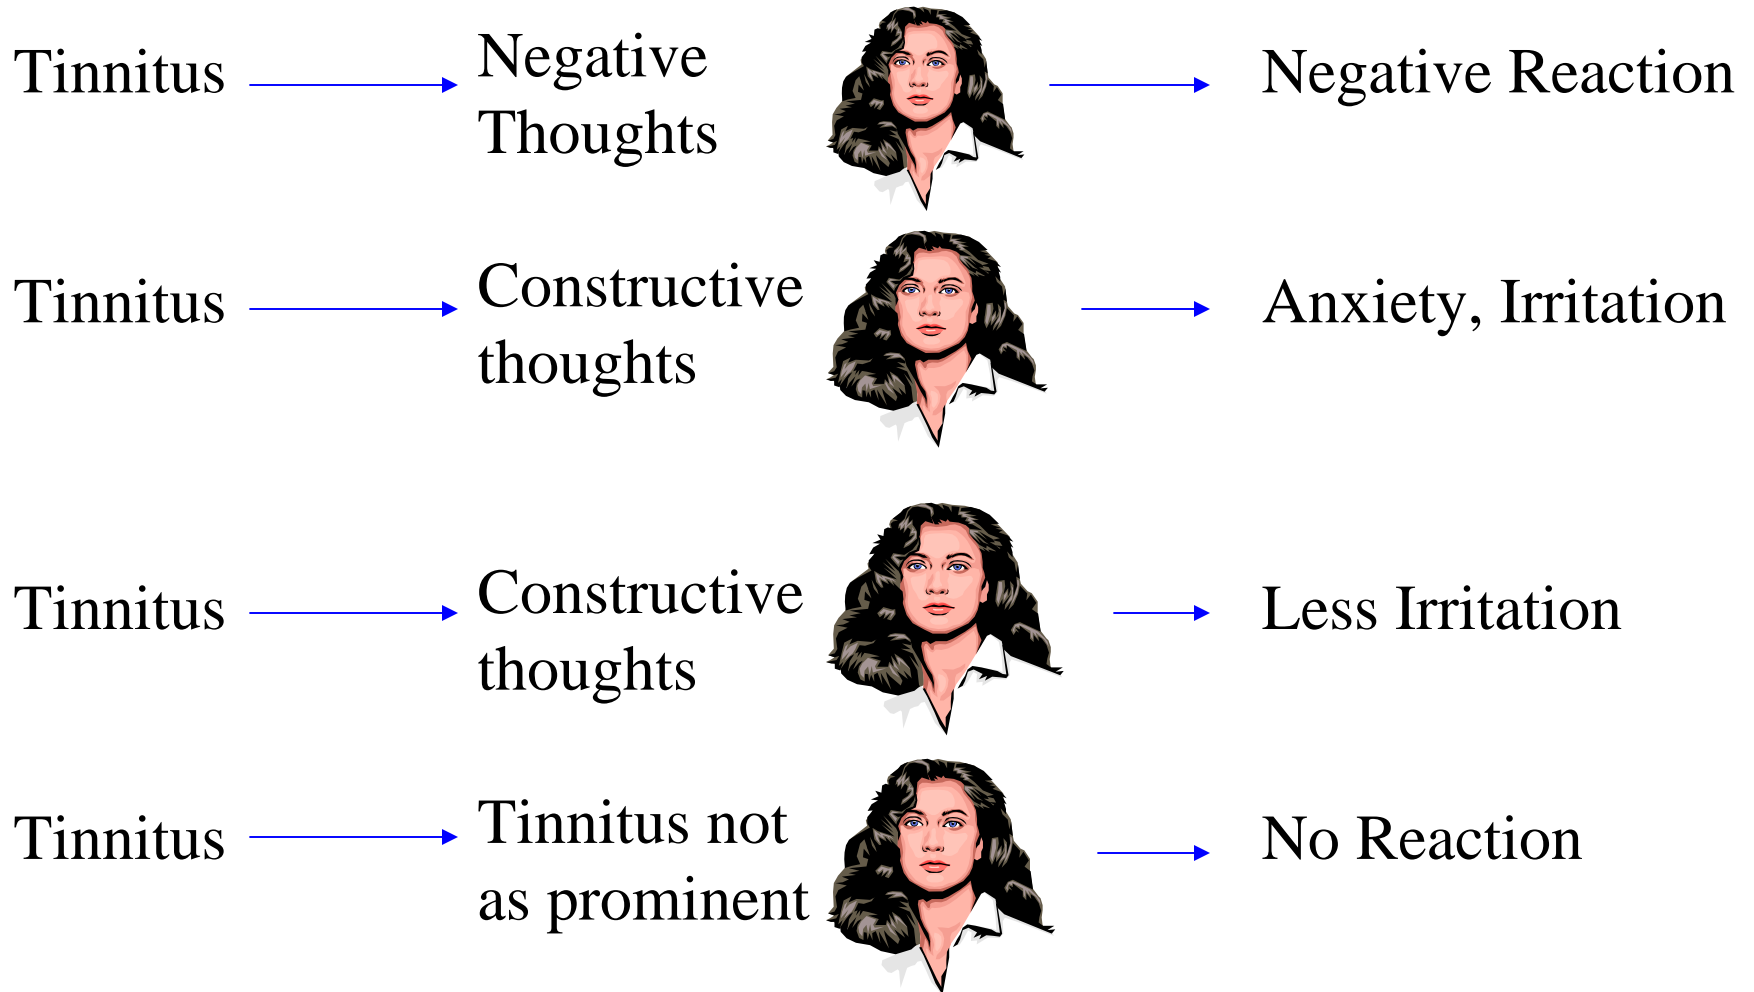 Tinnitus
Negative
Thoughts
Negative Reaction
Tinnitus
Constructive
thoughts
Anxiety, Irritation
Tinnitus
Constructive
thoughts
Less Irritation
Tinnitus
Tinnitus not
as prominent
No Reaction